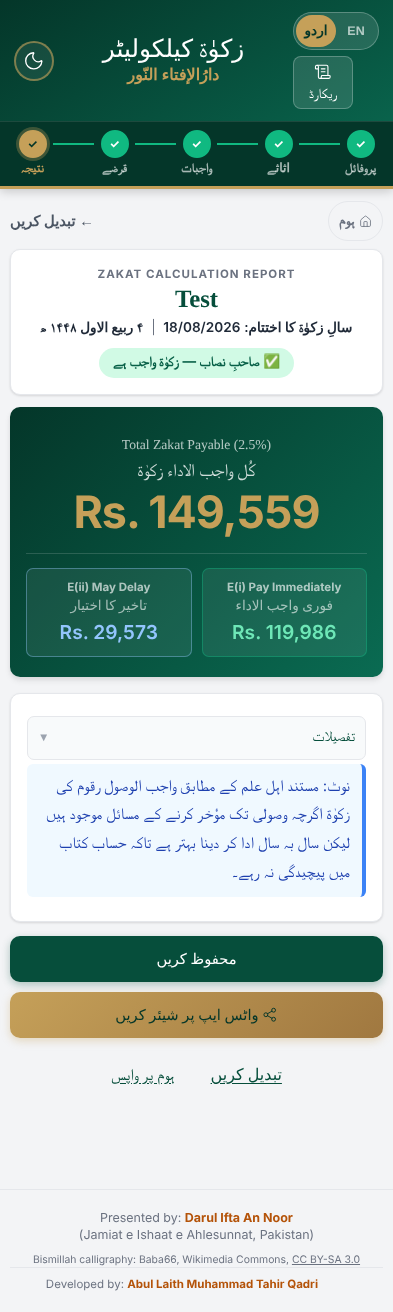 EN
اردو
زکوٰۃ کیلکولیٹر
دارُالإفتاء النّور
ریکارڈ
پروفائل
اثاثے
واجبات
قرضے
نتیجہ
ہوم
← تبدیل کریں
ZAKAT CALCULATION REPORT
Test
سالِ زکوٰۃ کا اختتام: 18/08/2026 | ۴ ربیع الاول ۱۴۴۸ ھ
✅ صاحبِ نصاب — زکوٰۃ واجب ہے
Total Zakat Payable (2.5%)
کُل واجب الاداء زکوٰۃ
Rs. 149,559
E(i) Pay Immediately
فوری واجب الاداء
Rs. 119,986
E(ii) May Delay
تاخیر کا اختیار
Rs. 29,573
تفصیلات ▼
نوٹ: مستند اہل علم کے مطابق واجب الوصول رقوم کی
زکوٰۃ اگرچہ وصولی تک مؤخر کرنے کے مسائل موجود ہیں
لیکن سال بہ سال ادا کر دینا بہتر ہے تاکہ حساب کتاب
میں پیچیدگی نہ رہے۔
محفوظ کریں
واٹس ایپ پر شیئر کریں
تبدیل کریں
ہوم پر واپس
Presented by: Darul Ifta An Noor
(Jamiat e Ishaat e Ahlesunnat, Pakistan)
Bismillah calligraphy: Baba66, Wikimedia Commons, CC BY-SA 3.0
Developed by: Abul Laith Muhammad Tahir Qadri